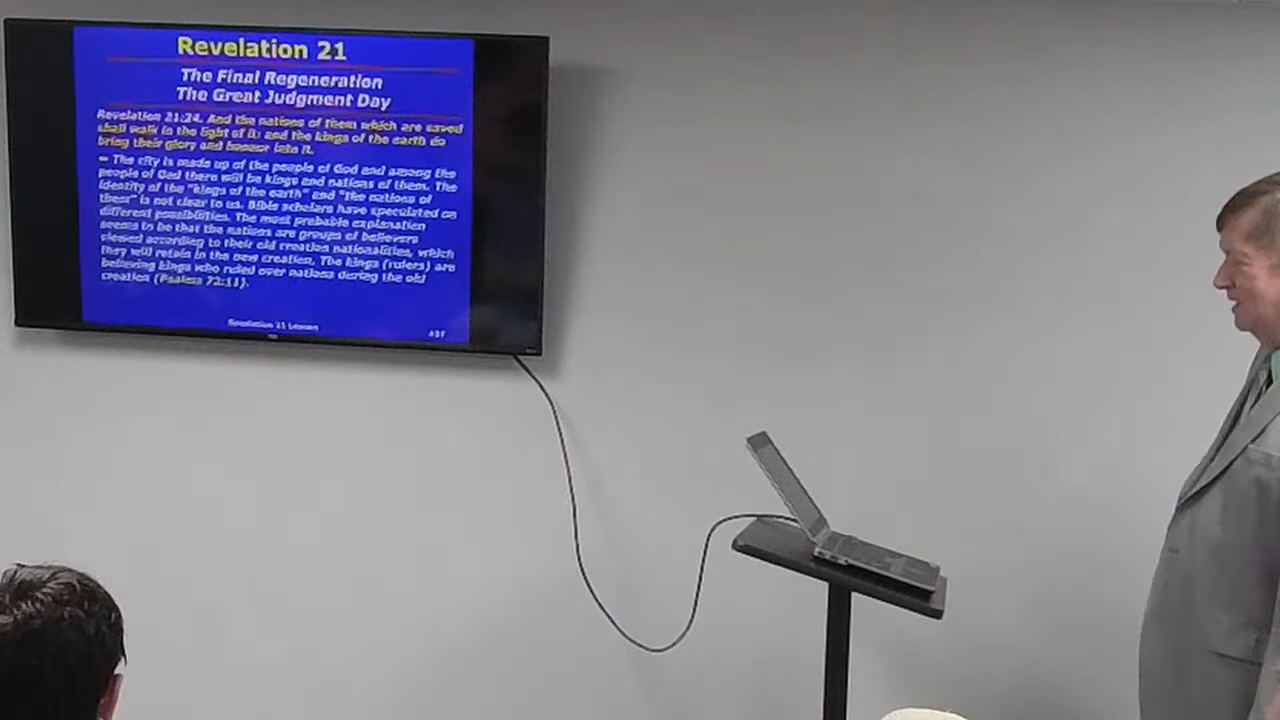 Revelation 21
The Final Regeneration
The Great Judgment Day
Revelation 21:24. And the nations of them which are saved
shall walk in the light of it: and the kings of the earth do
bring their glory and honour into it.
– The city is made up of the people of God and among the
people of God there will be kings and nations of them. The
identity of the "kings of the earth" and "the nations of
them" is not clear to us. Bible scholars have speculated on
different possibilities. The most probable explanation
seems to be that the nations are groups of believers
viewed according to their old creation nationalities, which
they will retain in the new creation. The kings (rulers) are
believing kings who ruled over nations during the old
creation (Psalms 72:11).
Revelation 21 Lesson